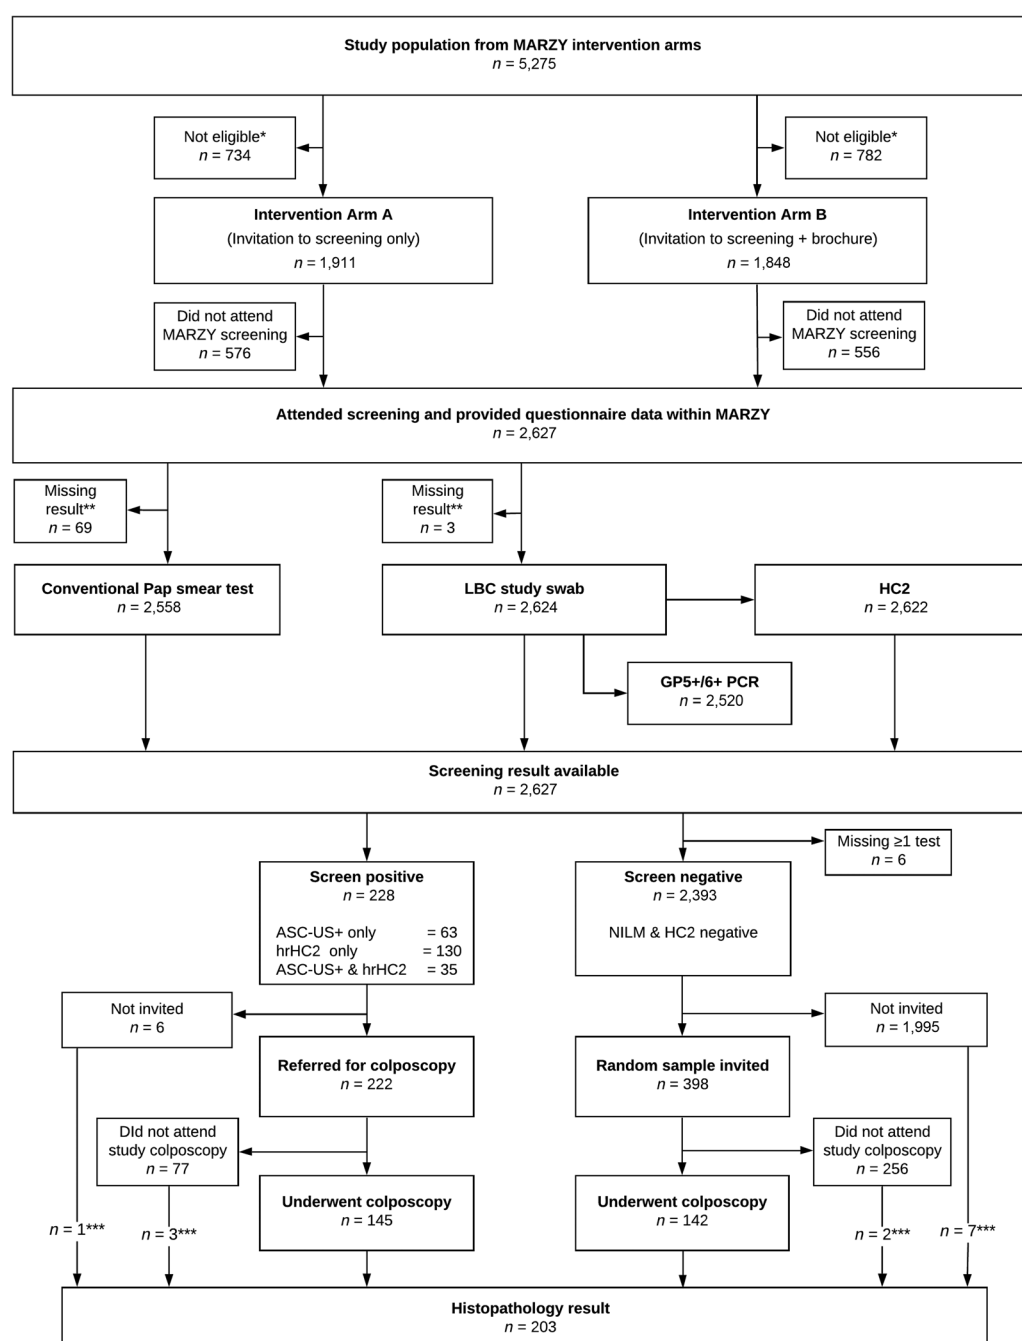 Study population from MARZY intervention arms
n = 5,275
Not eligible*
n = 734
Not eligible*
n = 782
Intervention Arm A
(Invitation to screening only)
n = 1,911
Intervention Arm B
(Invitation to screening + brochure)
n = 1,848
Did not attend
MARZY screening
n = 576
Did not attend
MARZY screening
n = 556
Attended screening and provided questionnaire data within MARZY
n = 2,627
Missing
result**
n = 69
Missing
result**
n = 3
Conventional Pap smear test
n = 2,558
LBC study swab
n = 2,624
HC2
n = 2,622
GP5+/6+ PCR
n = 2,520
Screening result available
n = 2,627
Missing ≥1 test
n = 6
Screen positive
n = 228
ASC-US+ only = 63
hrHC2 only = 130
ASC-US+ & hrHC2 = 35
Screen negative
n = 2,393
NILM & HC2 negative
Not invited
n = 6
Not invited
n = 1,995
Referred for colposcopy
n = 222
Random sample invited
n = 398
DId not attend
study colposcopy
n = 77
Did not attend
study colposcopy
n = 256
Underwent colposcopy
n = 145
Underwent colposcopy
n = 142
n = 1***
n = 3***
n = 2***
n = 7***
Histopathology result
n = 203